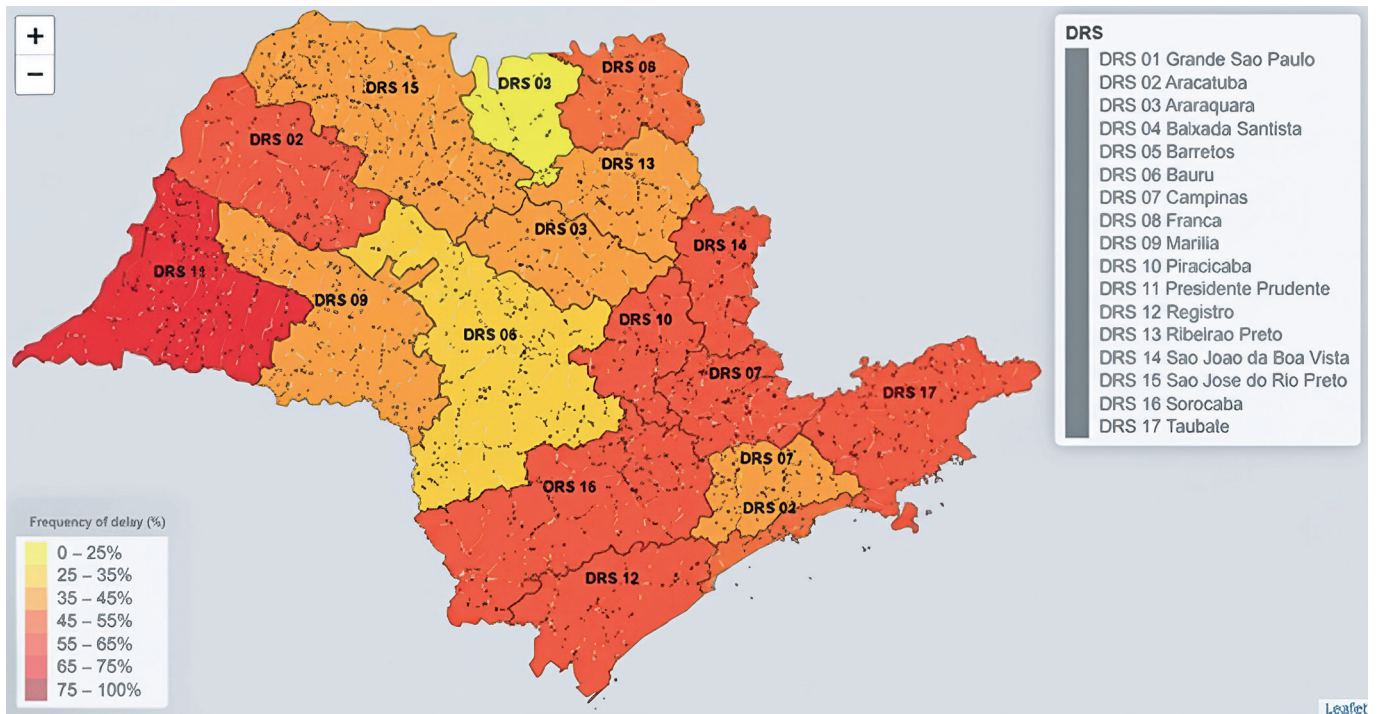 +
−
DRS
DRS 01 Grande Sao Paulo
DRS 02 Aracatuba
DRS 03 Araraquara
DRS 04 Balxada Santista
DRS 05 Barretos
DRS 06 Bauru
DRS 07 Campinas
DRS 08 Franca
DRS 09 Marilia
DRS 10 Piracicaba
DRS 11 Presidente Prudente
DRS 12 Registro
DRS 13 Ribelrao Preto
DRS 14 Sao Joao da Boa Vista
DRS 15 Sao Jose do Rio Preto
DRS 16 Sorocaba
DRS 17 Taubate
DRS 15
DRS 03
DRS 08
DRS 02
DRS 13
DRS 03
DRS 14
DRS 11
DRS 09
DRS 06
DRS 10
DRS 07
DRS 17
DRS 07
ORS 16
DRS 02
DRS 12
Frequency of delay (%)
0 – 25%
25 – 35%
35 – 45%
45 – 55%
55 – 65%
65 – 75%
75 – 100%
Leaflet